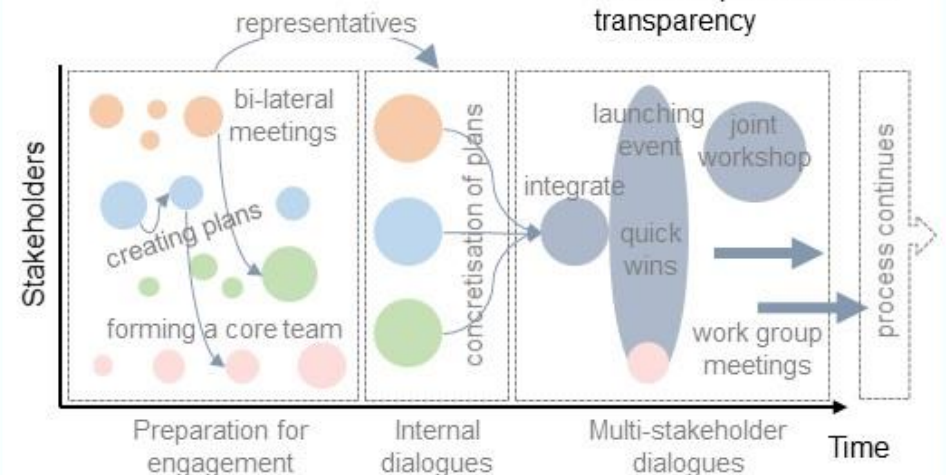 representatives
transparency
Stakeholders
bi-lateral
meetings
creating plans
forming a core team
concretisation of plans
integrate
launching
event
quick
wins
joint
workshop
work group
meetings
process continues
Preparation for
engagement
Internal
dialogues
Multi-stakeholder
dialogues
Time